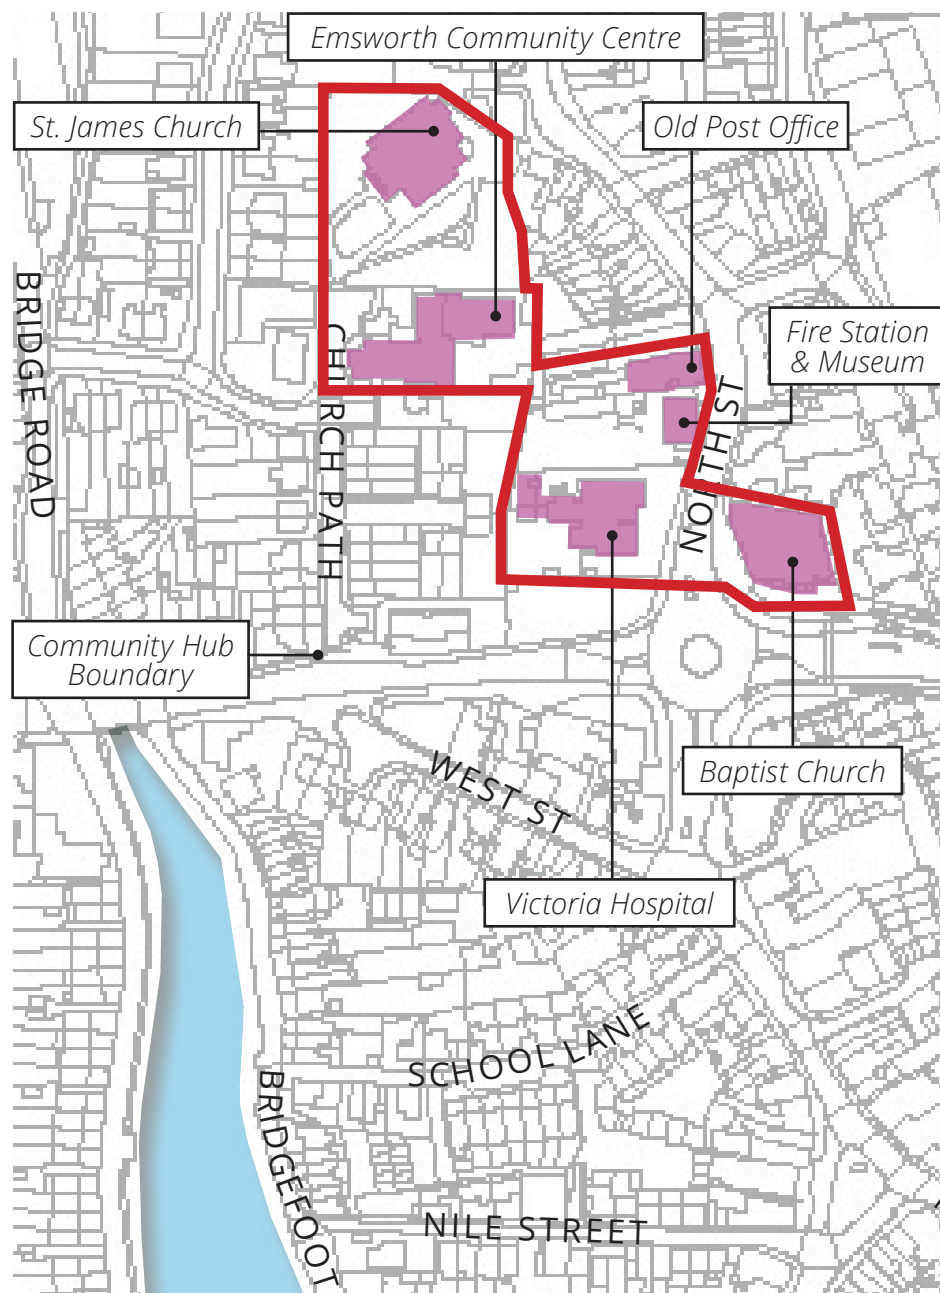 Emsworth Community Centre
St. James Church
Old Post Office
BRIDGE ROAD
Fire Station
& Museum
CHURCH PATH
NORTH ST
Community Hub
Boundary
WEST ST
Baptist Church
Victoria Hospital
SCHOOL LANE
BRIDGEFOOT
NILE STREET